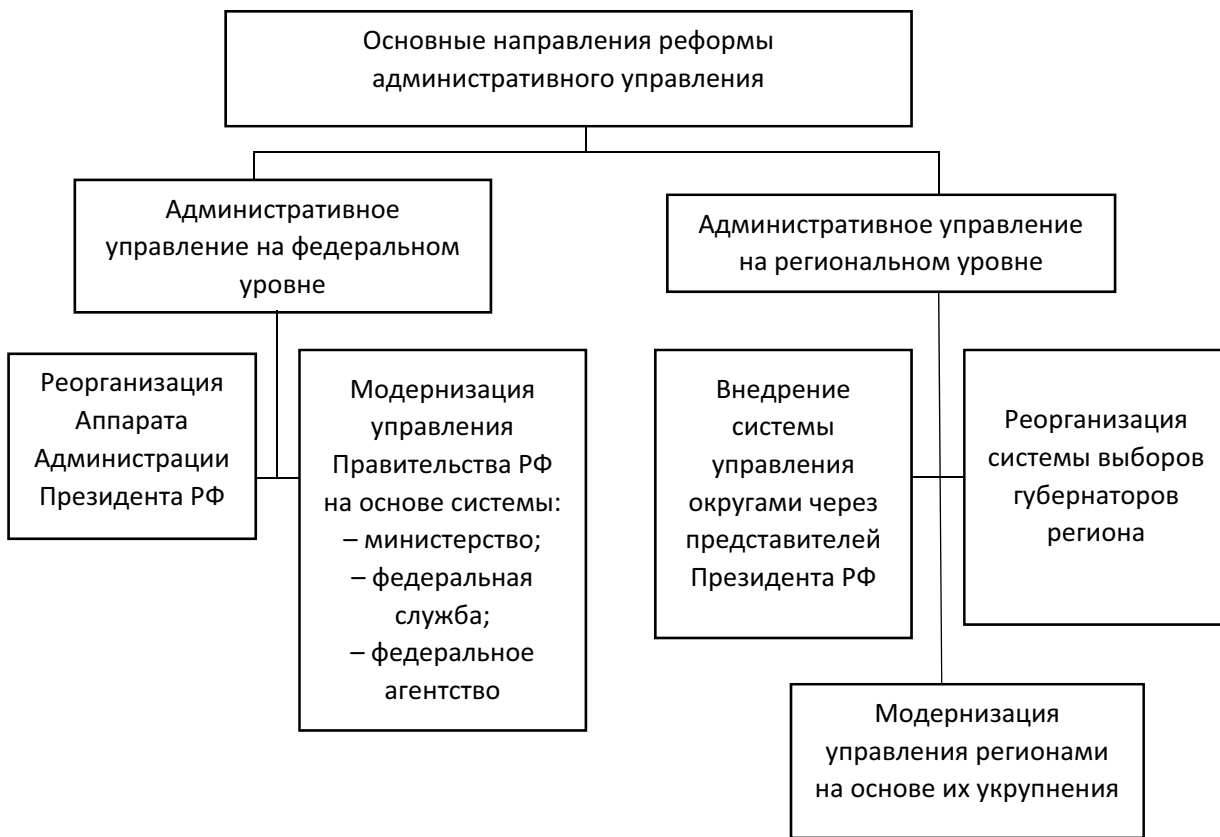 Основные направления реформы
административного управления
Административное
управление на федеральном
уровне
Административное управление
на региональном уровне
Реорганизация
Аппарата
Администрации
Президента РФ
Модернизация
управления
Правительства РФ
на основе системы:
– министерство;
– федеральная
служба;
– федеральное
агентство
Внедрение
системы
управления
округами через
представителей
Президента РФ
Реорганизация
системы выборов
губернаторов
региона
Модернизация
управления регионами
на основе их укрупнения